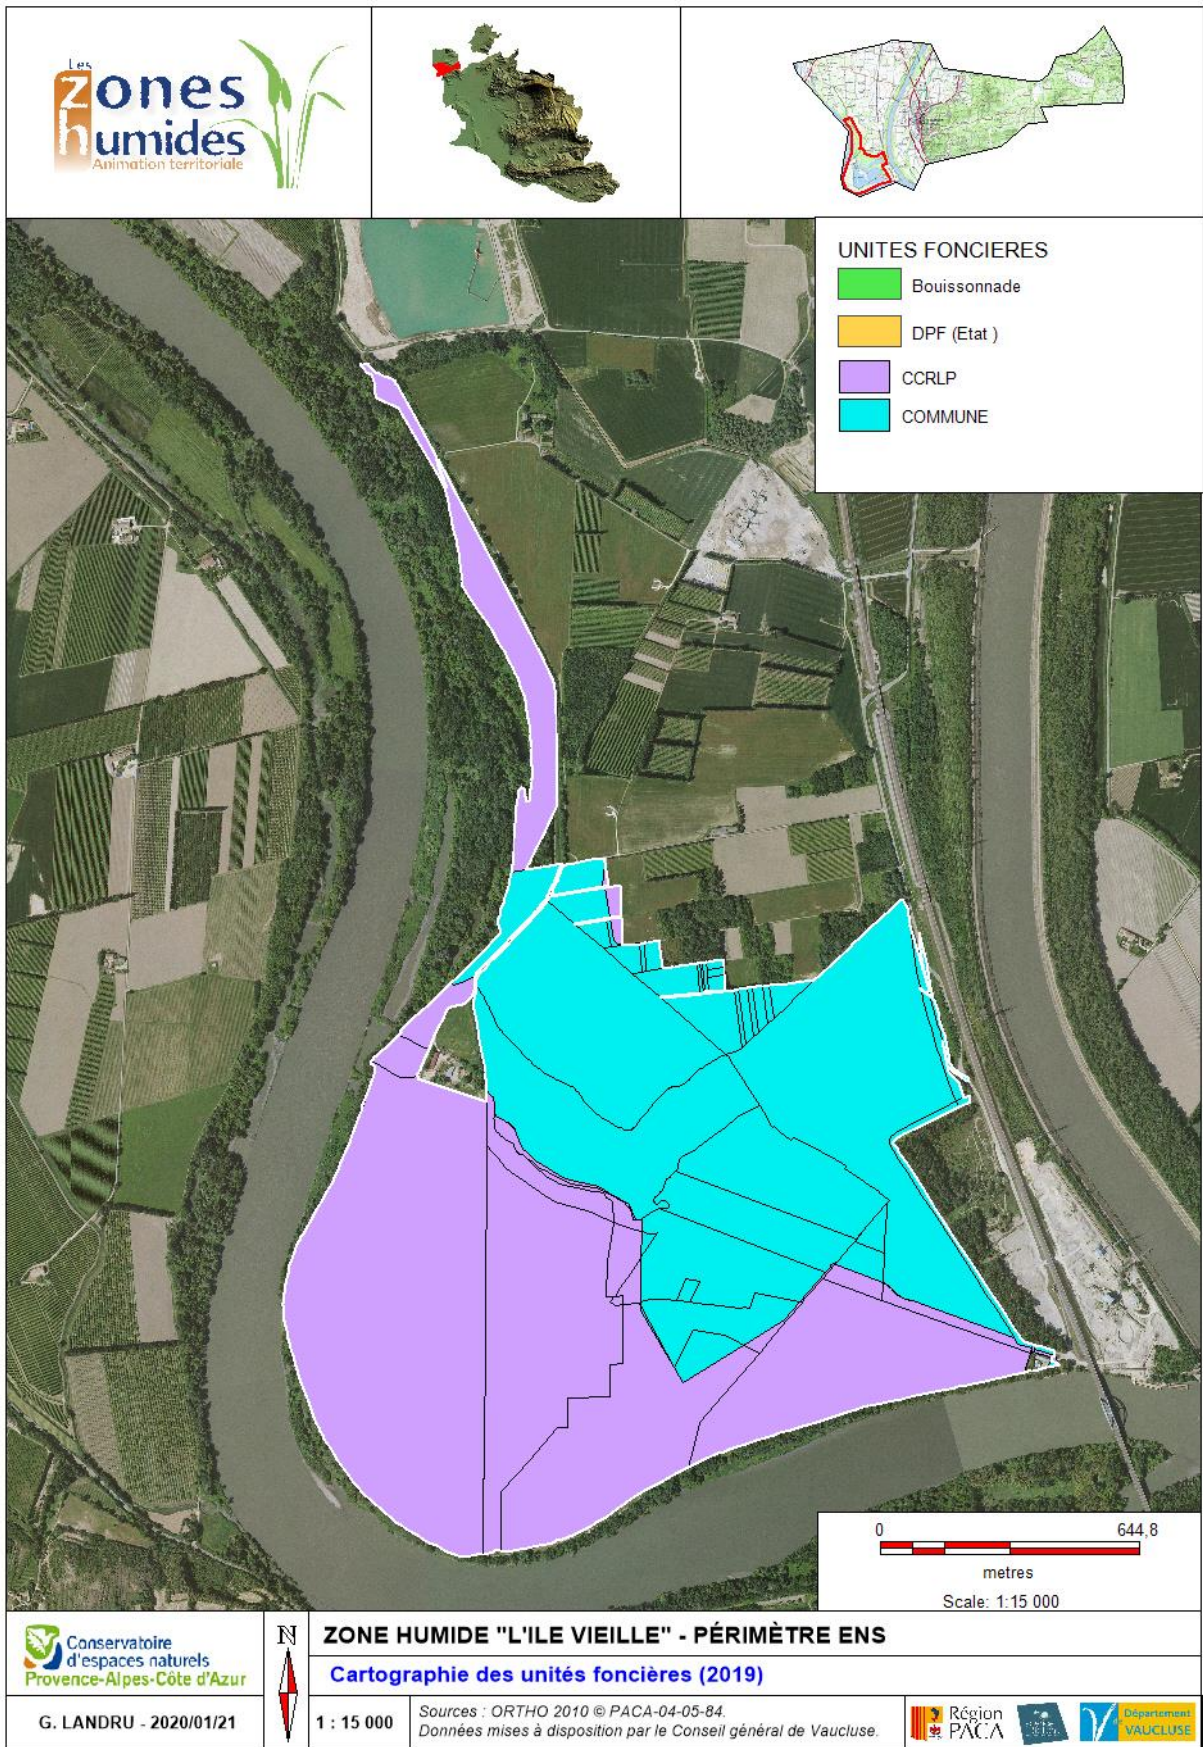 Les
zones
humides
Animation territoriale
UNITES FONCIERES
Bouissonnade
DPF (Etat )
CCRLP
COMMUNE
0 644,8
metres
Scale: 1:15 000
Conservatoire
d'espaces naturels
Provence-Alpes-Côte d'Azur
N
ZONE HUMIDE "L'ILE VIEILLE" - PÉRIMÈTRE ENS
Cartographie des unités foncières (2019)
G. LANDRU - 2020/01/21
1 : 15 000
Sources : ORTHO 2010 © PACA-04-05-84.
Données mises à disposition par le Conseil général de Vaucluse.
Région
PACA
Département
VAUCLUSE